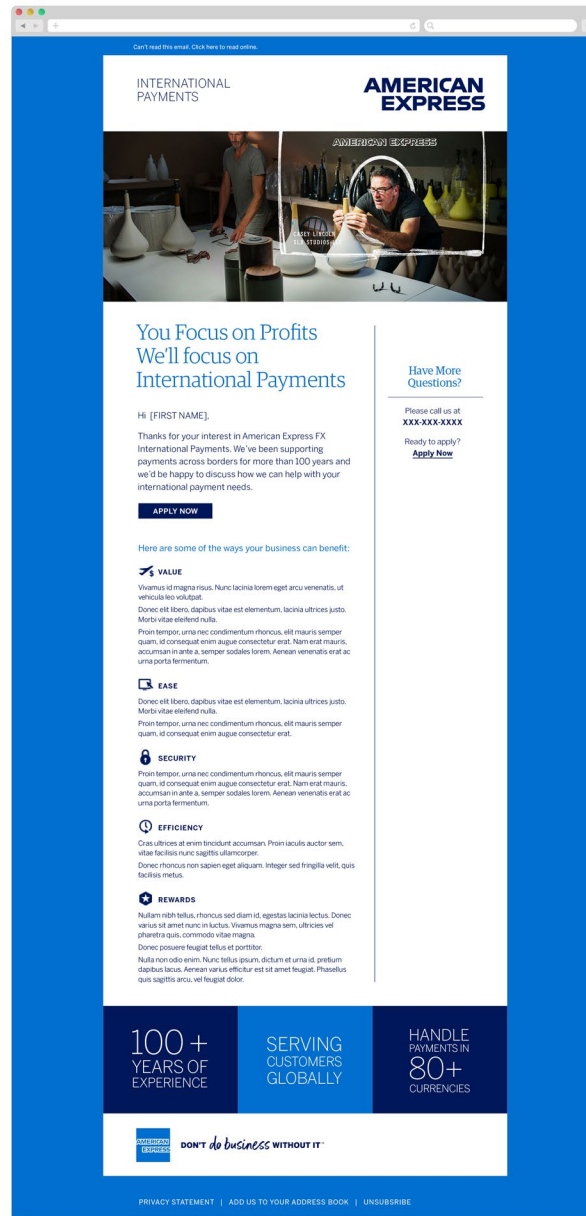 Can't read this email. Click here to read online.
INTERNATIONAL
PAYMENTS
AMERICAN
EXPRESS
AMERICAN EXPRESS
CASEY LINCOLN
You Focus on Profits
We'll focus on
International Payments
Hi [FIRST NAME],
Thanks for your interest in American Express FX
International Payments. We've been supporting
payments across borders for more than 100 years and
we'd be happy to discuss how we can help with your
international payment needs.
APPLY NOW
Here are some of the ways your business can benefit:
VALUE
Vivamus id magna risus. Nunc lacinia lorem eget arcu venenatis, ut
vehicula leo volutpat.
Donec elit libero, dapibus vitae est elementum, lacinia ultrices justo.
Morbi vitae eleifend nulla.
Proin tempor, urna nec condimentum rhoncus, elit mauris semper
quam, id consequat enim augue consectetur erat. Nam erat mauris,
accumsan in ante a, semper sodales lorem. Aenean venenatis erat ac
urna porta fermentum.
EASE
Donec elit libero, dapibus vitae est elementum, lacinia ultrices justo.
Morbi vitae eleifend nulla.
Proin tempor, urna nec condimentum rhoncus, elit mauris semper
quam, id consequat enim augue consectetur erat.
SECURITY
Proin tempor, urna nec condimentum rhoncus, elit mauris semper
quam, id consequat enim augue consectetur erat. Nam erat mauris,
accumsan in ante a, semper sodales lorem. Aenean venenatis erat ac
urna porta fermentum.
EFFICIENCY
Cras ultrices at enim tincidunt accumsan. Proin iaculis auctor sem,
vitae facilisis nunc sagittis ullamcorper.
Donec rhoncus non sapien eget aliquam. Integer sed fringilla velit, quis
facilisis metus.
REWARDS
Nullam nibh tellus, rhoncus sed diam id, egestas lacinia lectus. Donec
varius sit amet nunc in luctus. Vivamus magna sem, ultricies vel
pharetra quis, commodo vitae magna.
Donec posuere feugiat tellus et porttitor.
Nulla non odio enim. Nunc tellus ipsum, dictum et urna id, pretium
dapibus lacus. Aenean varius efficitur est sit amet feugiat. Phasellus
quis sagittis arcu, vel feugiat dolor.
Have More
Questions?
Please call us at
XXX-XXX-XXXX
Ready to apply?
Apply Now
100+
YEARS OF
EXPERIENCE
SERVING
CUSTOMERS
GLOBALLY
HANDLE
PAYMENTS IN
80+
CURRENCIES
AMERICAN
EXPRESS
DON'T do business WITHOUT IT™
PRIVACY STATEMENT | ADD US TO YOUR ADDRESS BOOK | UNSUBSRIBE